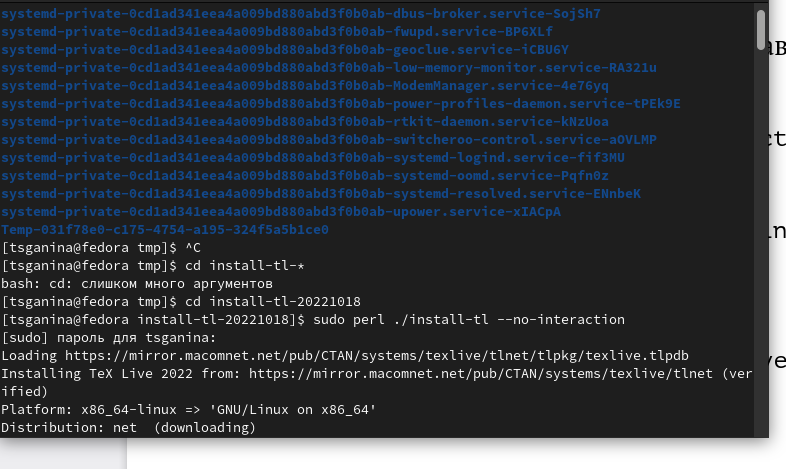 systemd-private-0cd1ad341eea4a009bd880abd3f0b0ab-dbus-broker.service-SojSh7
systemd-private-0cd1ad341eea4a009bd880abd3f0b0ab-fwupd.service-BP6XLf
systemd-private-0cd1ad341eea4a009bd880abd3f0b0ab-geoclue.service-iCBU6Y
systemd-private-0cd1ad341eea4a009bd880abd3f0b0ab-low-memory-monitor.service-RA321u
systemd-private-0cd1ad341eea4a009bd880abd3f0b0ab-ModemManager.service-4e76yq
systemd-private-0cd1ad341eea4a009bd880abd3f0b0ab-power-profiles-daemon.service-tPEk9E
systemd-private-0cd1ad341eea4a009bd880abd3f0b0ab-rtkit-daemon.service-kNzUoa
systemd-private-0cd1ad341eea4a009bd880abd3f0b0ab-switcheroo-control.service-aOVLMP
systemd-private-0cd1ad341eea4a009bd880abd3f0b0ab-systemd-logind.service-fif3MU
systemd-private-0cd1ad341eea4a009bd880abd3f0b0ab-systemd-oomd.service-Pqfn0z
systemd-private-0cd1ad341eea4a009bd880abd3f0b0ab-systemd-resolved.service-ENnbeK
systemd-private-0cd1ad341eea4a009bd880abd3f0b0ab-upower.service-xIACpA
Temp-031f78e0-c175-4754-a195-324f5a5b1ce0
[tsganina@fedora tmp]$ ^C
[tsganina@fedora tmp]$ cd install-tl-*
bash: cd: слишком много аргументов
[tsganina@fedora tmp]$ cd install-tl-20221018
[tsganina@fedora install-tl-20221018]$ sudo perl ./install-tl --no-interaction
[sudo] пароль для tsganina:
Loading https://mirror.macomnet.net/pub/CTAN/systems/texlive/tlnet/tlpkg/texlive.tlpdb
Installing TeX Live 2022 from: https://mirror.macomnet.net/pub/CTAN/systems/texlive/tlnet (ver
ified)
Platform: x86_64-linux => 'GNU/Linux on x86_64'
Distribution: net  (downloading)